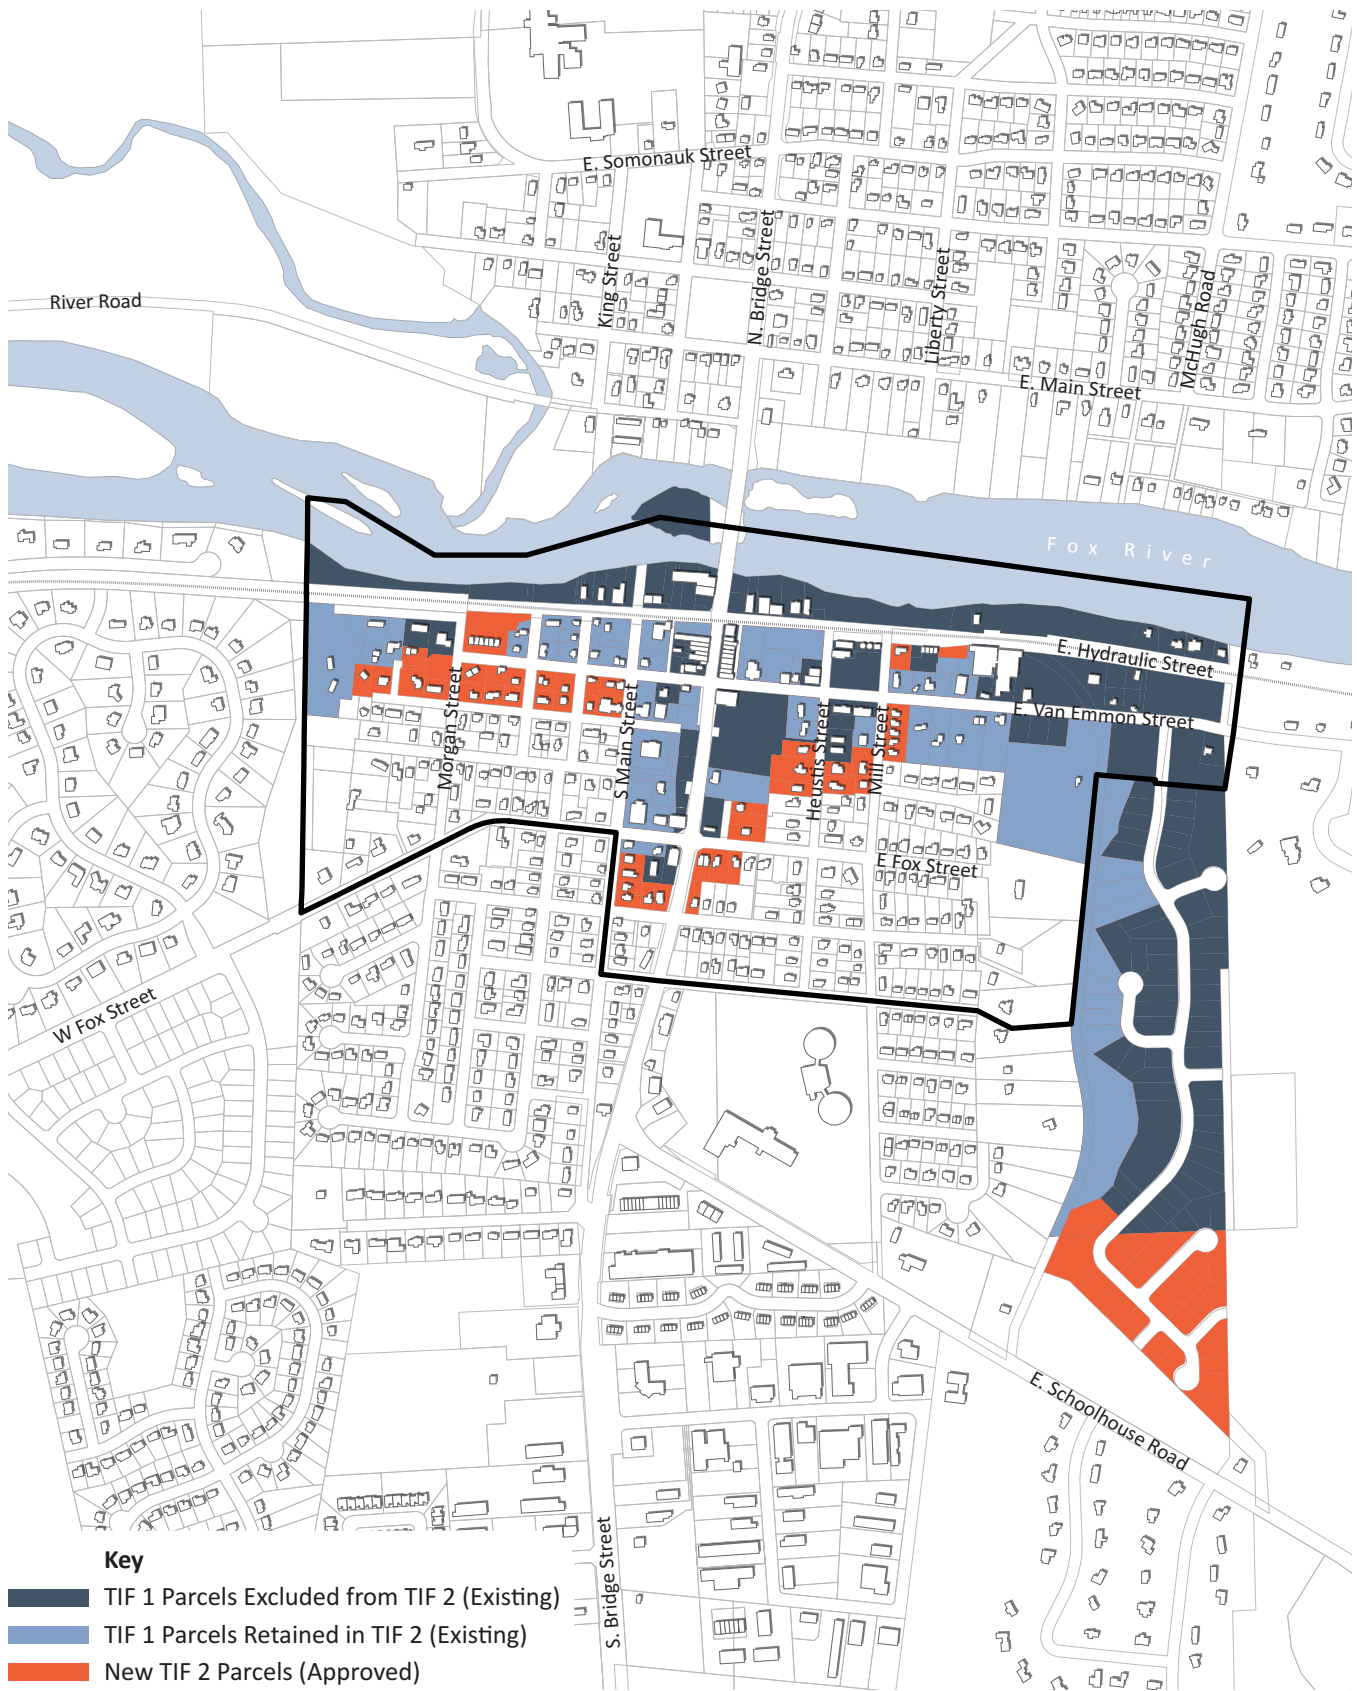 E. Somonauk Street
King Street
N. Bridge Street
Liberty Street
McHugh Road
River Road
E. Main Street
Fox River
E. Hydraulic Street
E. Van Emmon Street
Morgan Street
S. Main Street
Heustis Street
Mill Street
E Fox Street
W Fox Street
E. Schoolhouse Road
S. Bridge Street
Key
TIF 1 Parcels Excluded from TIF 2 (Existing)
TIF 1 Parcels Retained in TIF 2 (Existing)
New TIF 2 Parcels (Approved)